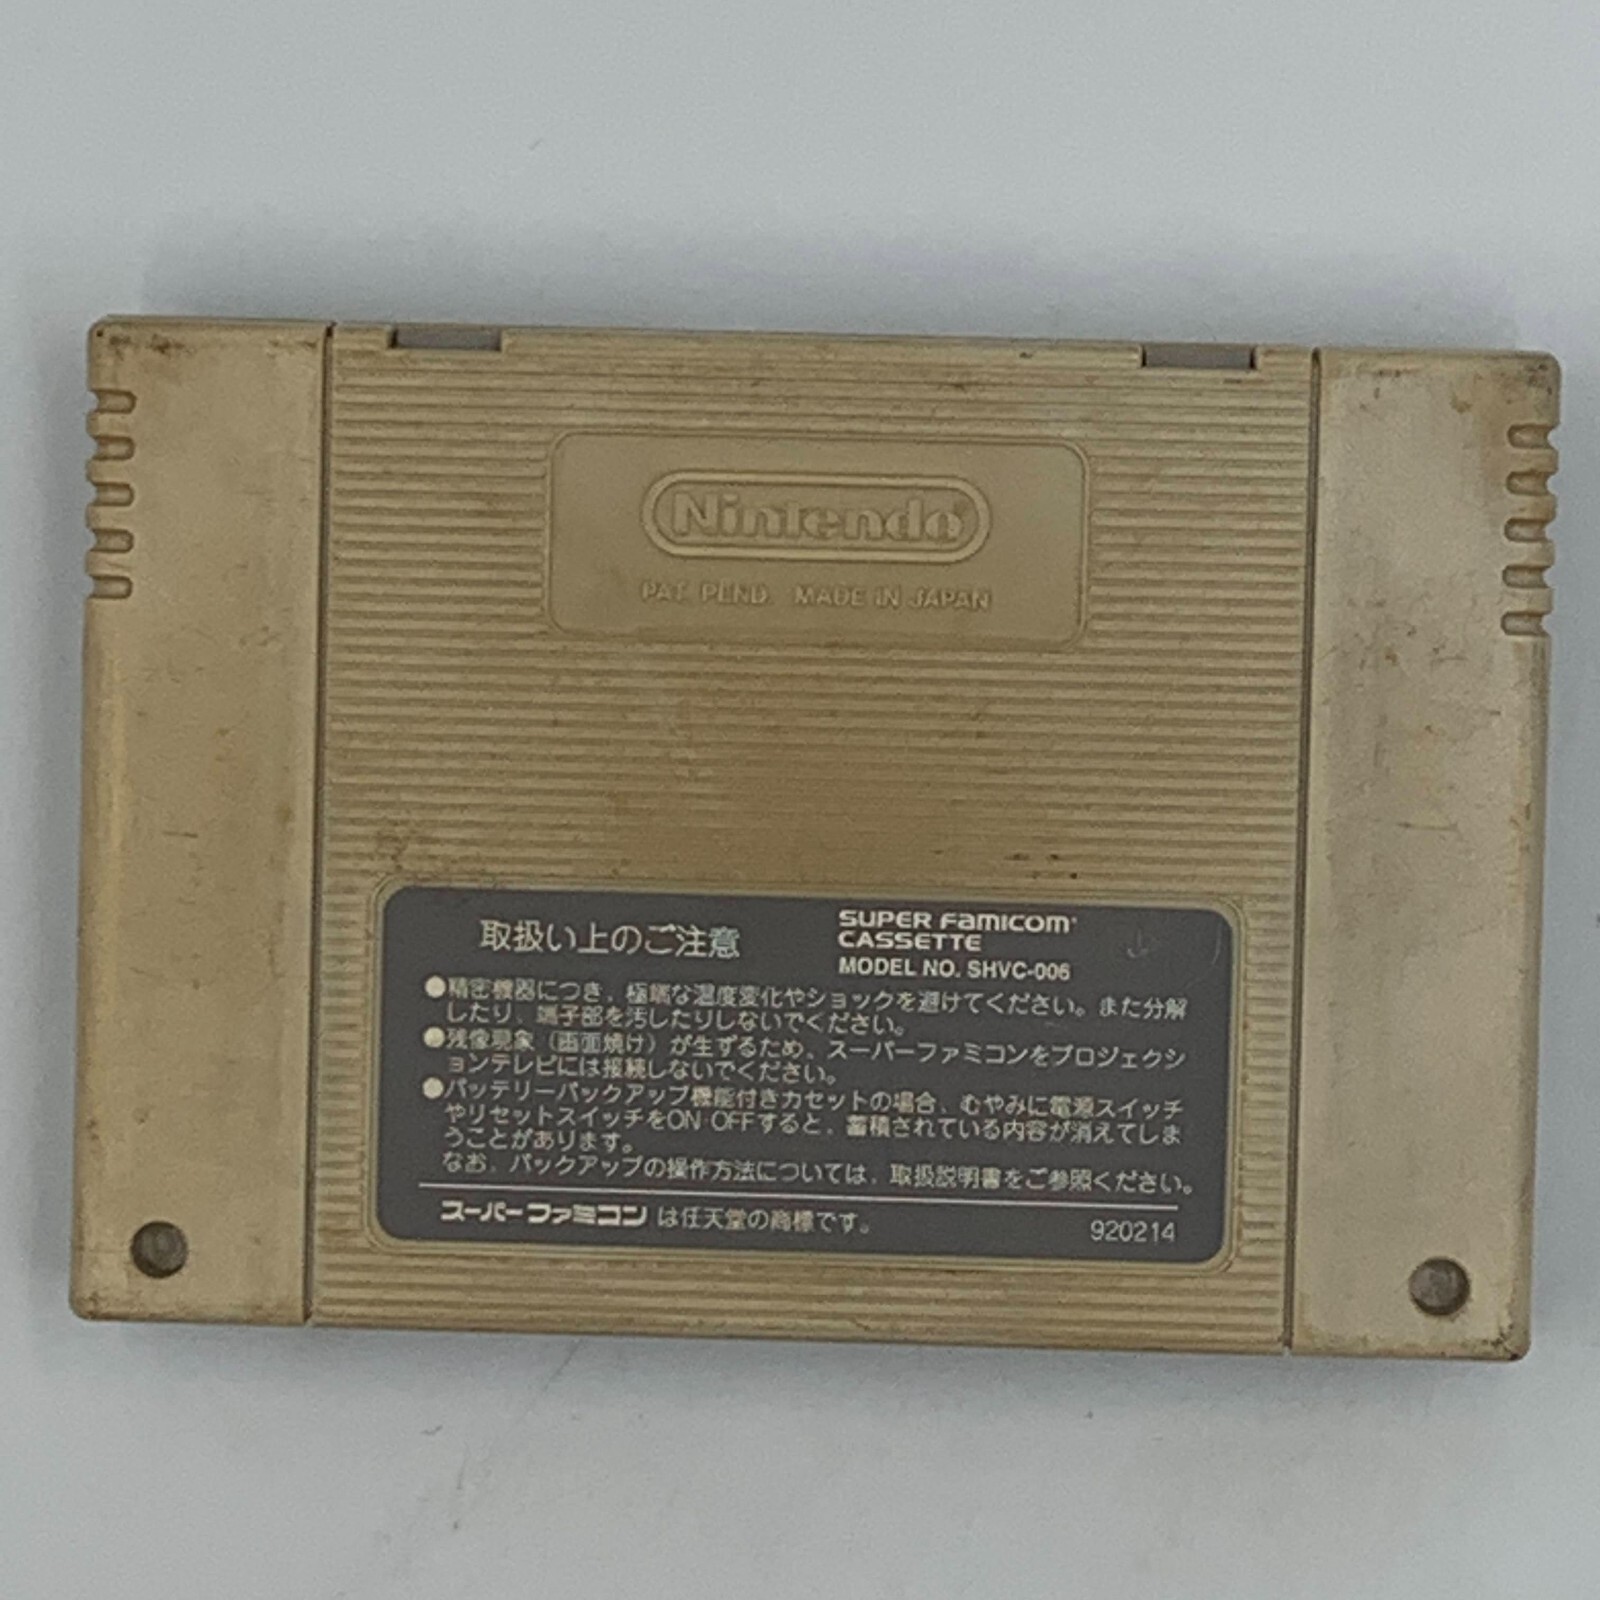 Nintendo
PAT. PEND. MADE IN JAPAN
取扱い上のご注意
SUPER FAMICOM
CASSETTE
MODEL NO. SHVC-006
●精密機器につき、極端な温度変化やショックを避けてください。また分解
したり、端子部を汚したりしないでください。
●残像現象（画面焼け）が生ずるため、スーパーファミコンをプロジェクシ
ョンテレビには接続しないでください。
●バッテリーバックアップ機能付きカセットの場合、むやみに電源スイッチ
やリセットスイッチをON・OFFすると、蓄積されている内容が消えてしま
うことがあります。
なお、バックアップの操作方法については、取扱説明書をご参照ください。
スーパーファミコン は任天堂の商標です。
920214